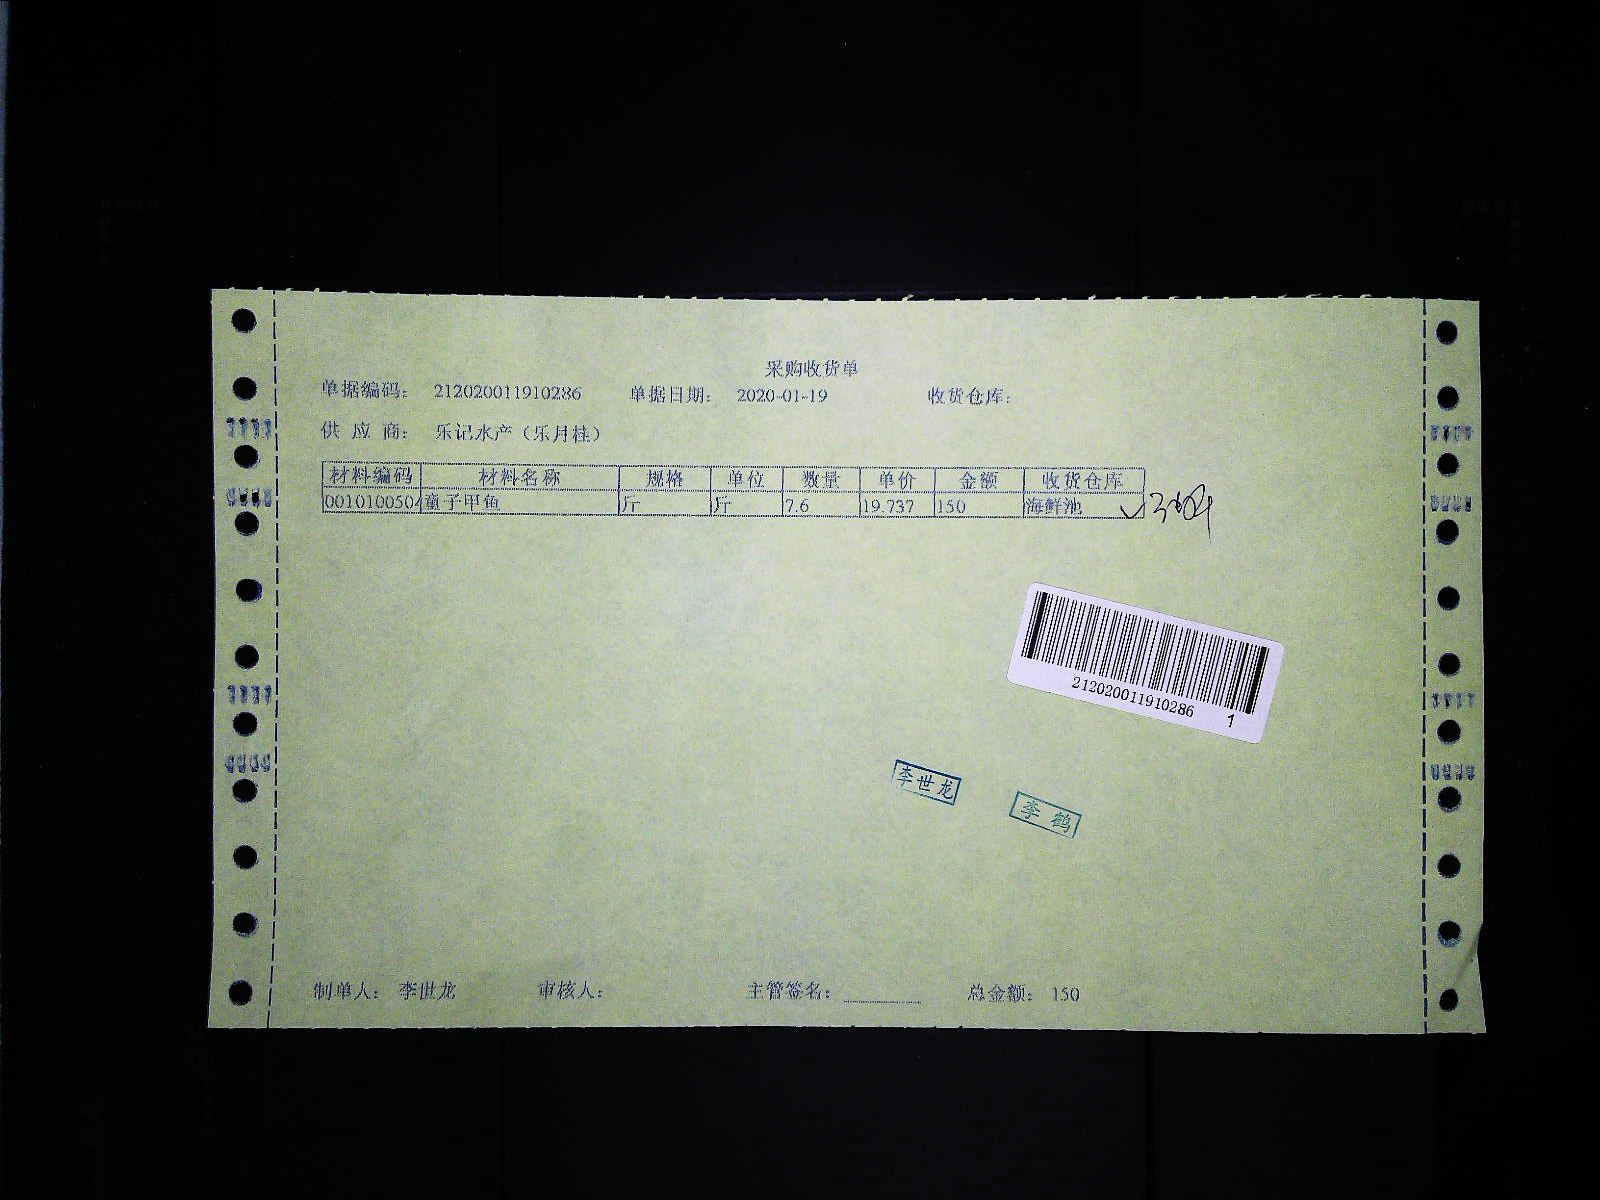 采购收货单
单据编码： 212020011910286 单据日期： 2020-01-19 收货仓库：
供 应 商： 乐记水产（乐月桂）
材料编码 材料名称 规格 单位 数量 单价 金额 收货仓库
0010100504 童子甲鱼 斤 斤 7.6 19.737 150 海鲜池
212020011910286 1
李世龙
李鹤
制单人： 李世龙 审核人： 主管签名： 总金额： 150